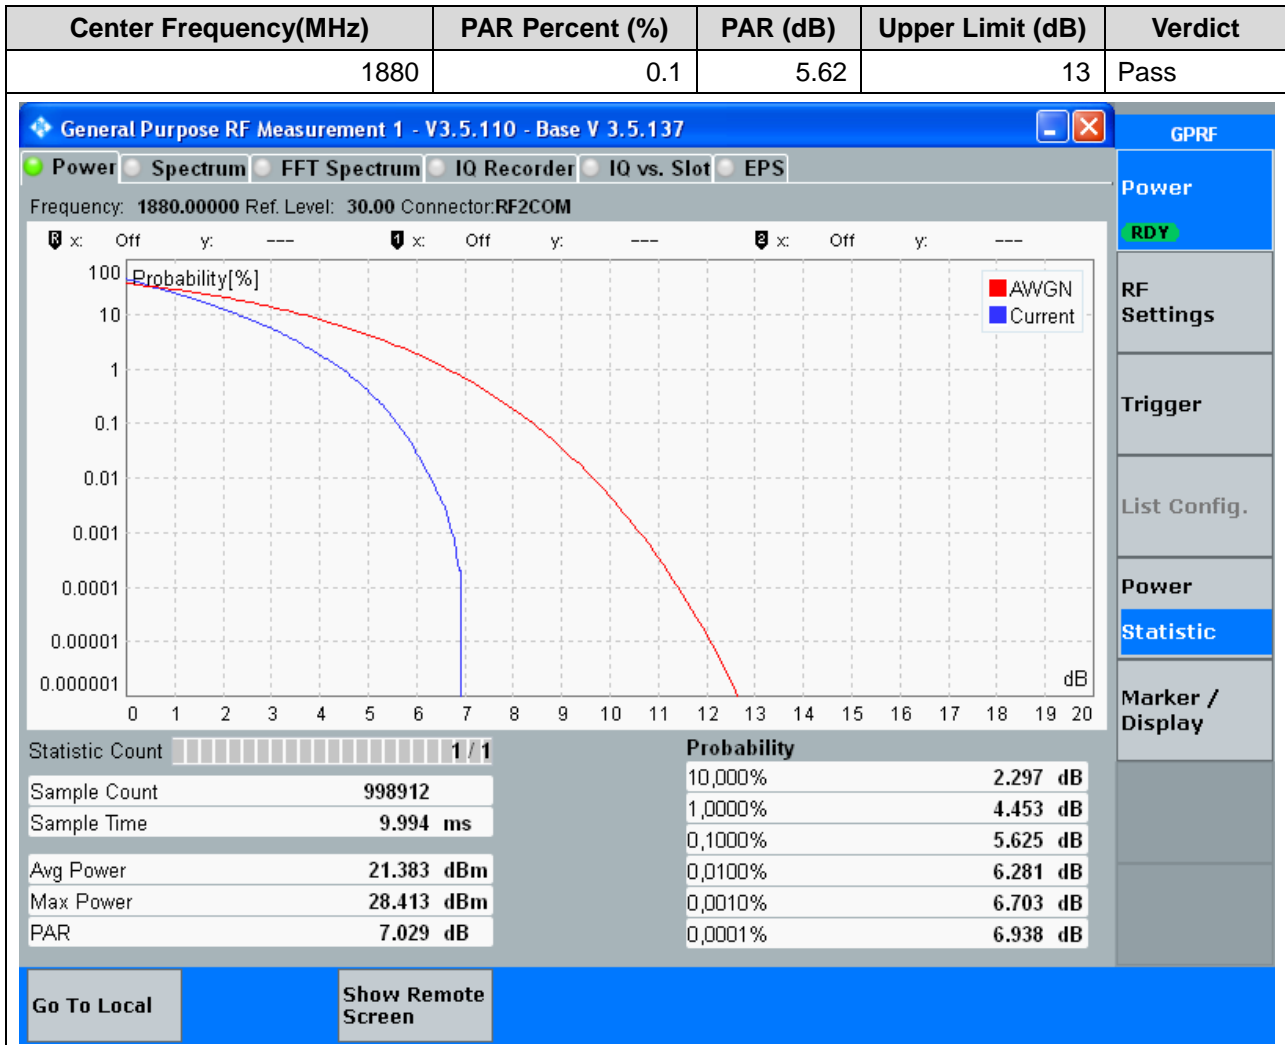 Center Frequency(MHz) PAR Percent (%) PAR (dB) Upper Limit (dB) Verdict
1880 0.1 5.62 13 Pass
General Purpose RF Measurement 1 - V3.5.110 - Base V 3.5.137
GPRF
Power Spectrum FFT Spectrum IQ Recorder IQ vs. Slot EPS
Power
RDY
Frequency: 1880.00000 Ref. Level: 30.00 Connector:RF2COM
R x: Off y: --- 1 x: Off y: --- 2 x: Off y: ---
Probability[%]
AWGN
Current
100
10
1
0.1
0.01
0.001
0.0001
0.00001
0.000001
dB
0 1 2 3 4 5 6 7 8 9 10 11 12 13 14 15 16 17 18 19 20
RF
Settings
Trigger
List Config.
Power
Statistic
Marker /
Display
Statistic Count 1 / 1
Sample Count 998912
Sample Time 9.994 ms
Avg Power 21.383 dBm
Max Power 28.413 dBm
PAR 7.029 dB
Probability
10,000% 2.297 dB
1,0000% 4.453 dB
0,1000% 5.625 dB
0,0100% 6.281 dB
0,0010% 6.703 dB
0,0001% 6.938 dB
Go To Local
Show Remote
Screen